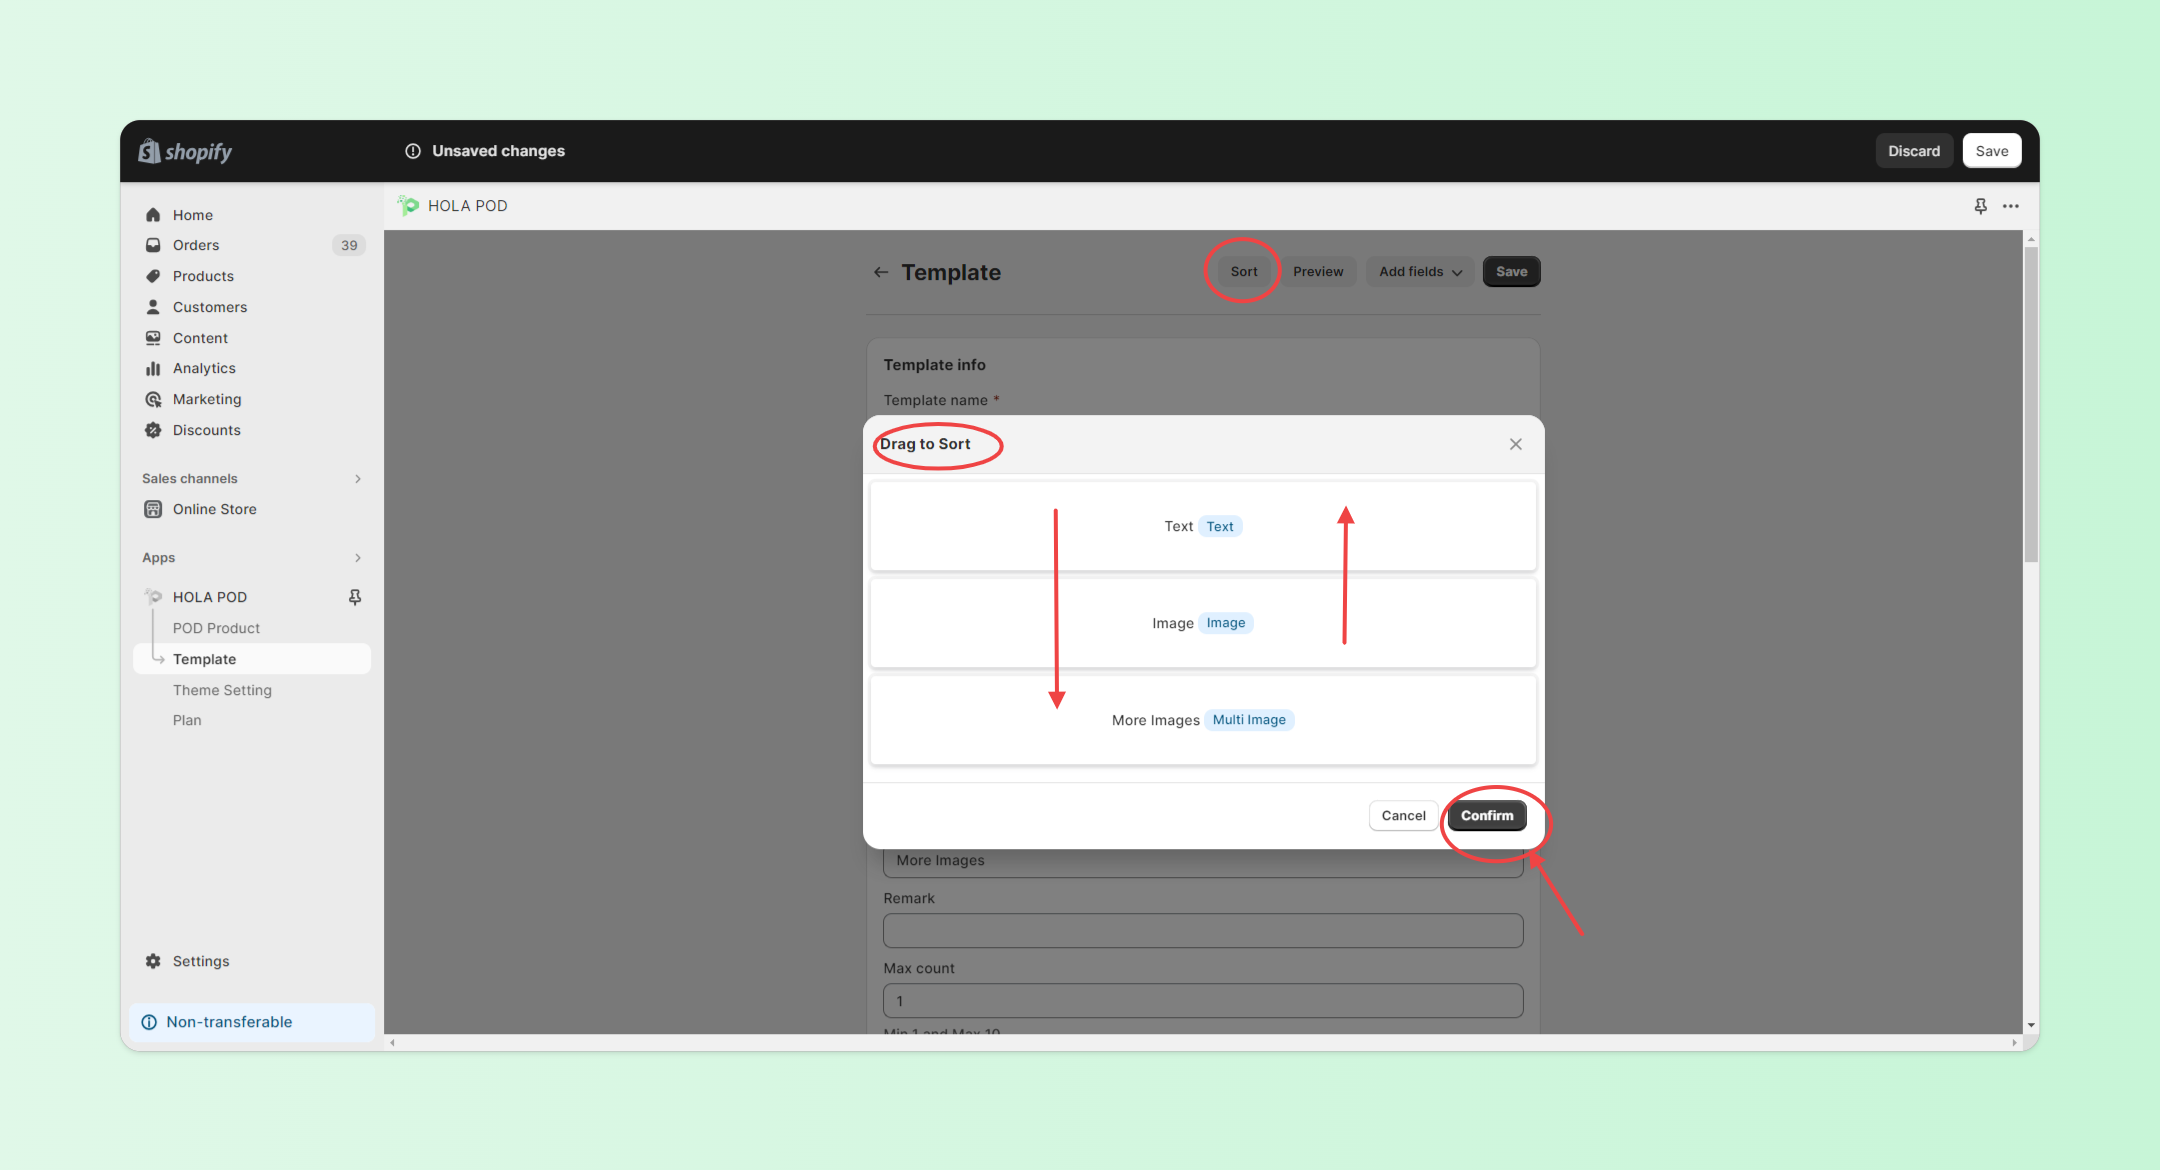 shopify
Unsaved changes
Discard
Save
HOLA POD
Home
Orders
39
Products
Customers
Content
Analytics
Marketing
Discounts
Sales channels
Online Store
Apps
HOLA POD
POD Product
Template
Theme Setting
Plan
Settings
Non-transferable
Template
Sort
Preview
Add fields
Save
Template info
Template name *
Drag to Sort
Text Text
Image Image
More Images Multi Image
Cancel
Confirm
More Images
Remark
Max count
1
Min 1 and Max 10